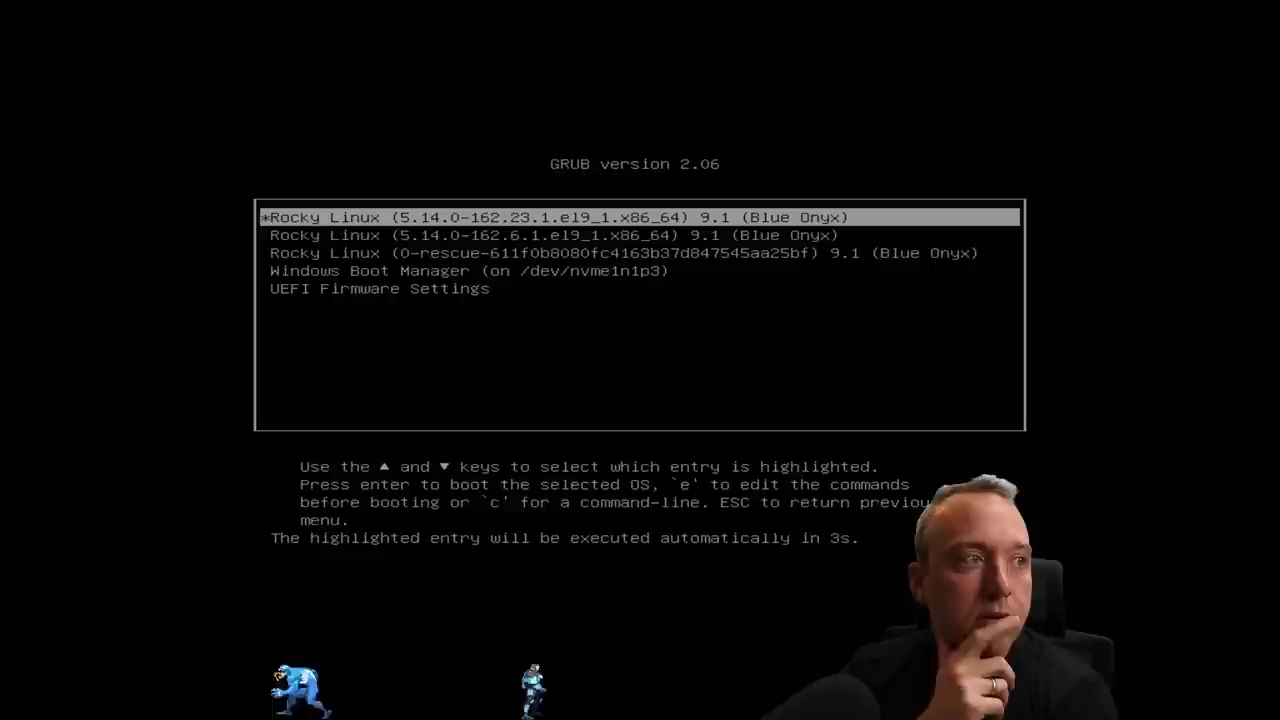 GRUB version 2.06
*Rocky Linux (5.14.0-162.23.1.el9_1.x86_64) 9.1 (Blue Onyx)
Rocky Linux (5.14.0-162.6.1.el9_1.x86_64) 9.1 (Blue Onyx)
Rocky Linux (0-rescue-611f0b8080fc4163b37d847545aa25bf) 9.1 (Blue Onyx)
Windows Boot Manager (on /dev/nvme1n1p3)
UEFI Firmware Settings
Use the ▲ and ▼ keys to select which entry is highlighted.
Press enter to boot the selected OS, `e' to edit the commands
before booting or `c' for a command-line. ESC to return previou
menu.
The highlighted entry will be executed automatically in 3s.